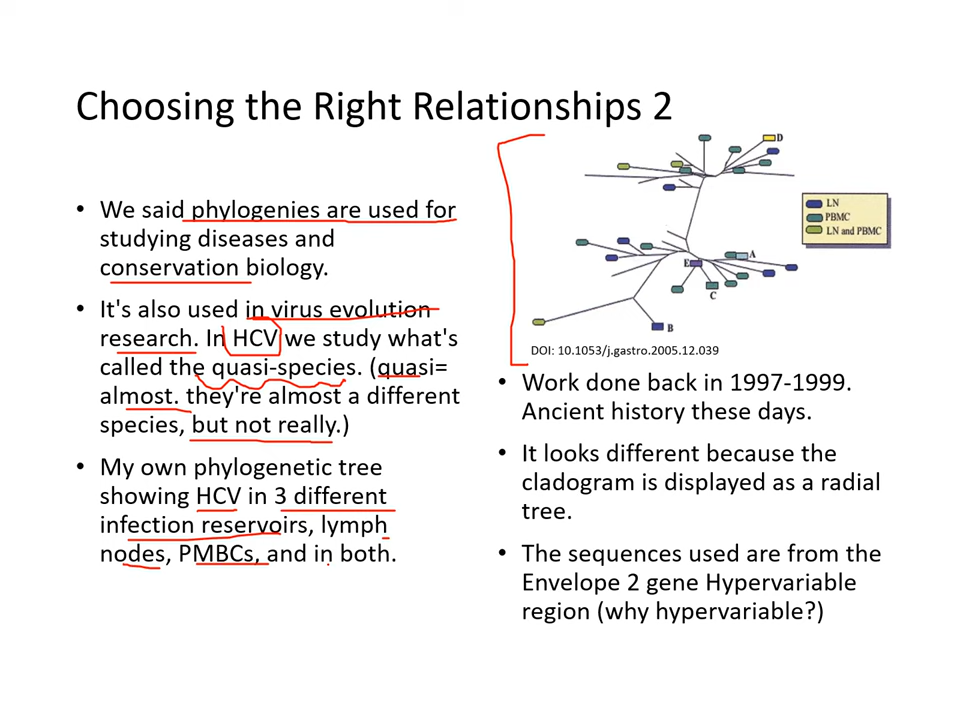 Choosing the Right Relationships 2
• We said phylogenies are used for
studying diseases and
conservation biology.
• It's also used in virus evolution
research. In HCV we study what's
called the quasi-species. (quasi=
almost. they're almost a different
species, but not really.)
• My own phylogenetic tree
showing HCV in 3 different
infection reservoirs, lymph
nodes, PMBCs, and in both.
D
LN
PBMC
LN and PBMC
A
E
C
B
DOI: 10.1053/j.gastro.2005.12.039
• Work done back in 1997-1999.
Ancient history these days.
• It looks different because the
cladogram is displayed as a radial
tree.
• The sequences used are from the
Envelope 2 gene Hypervariable
region (why hypervariable?)